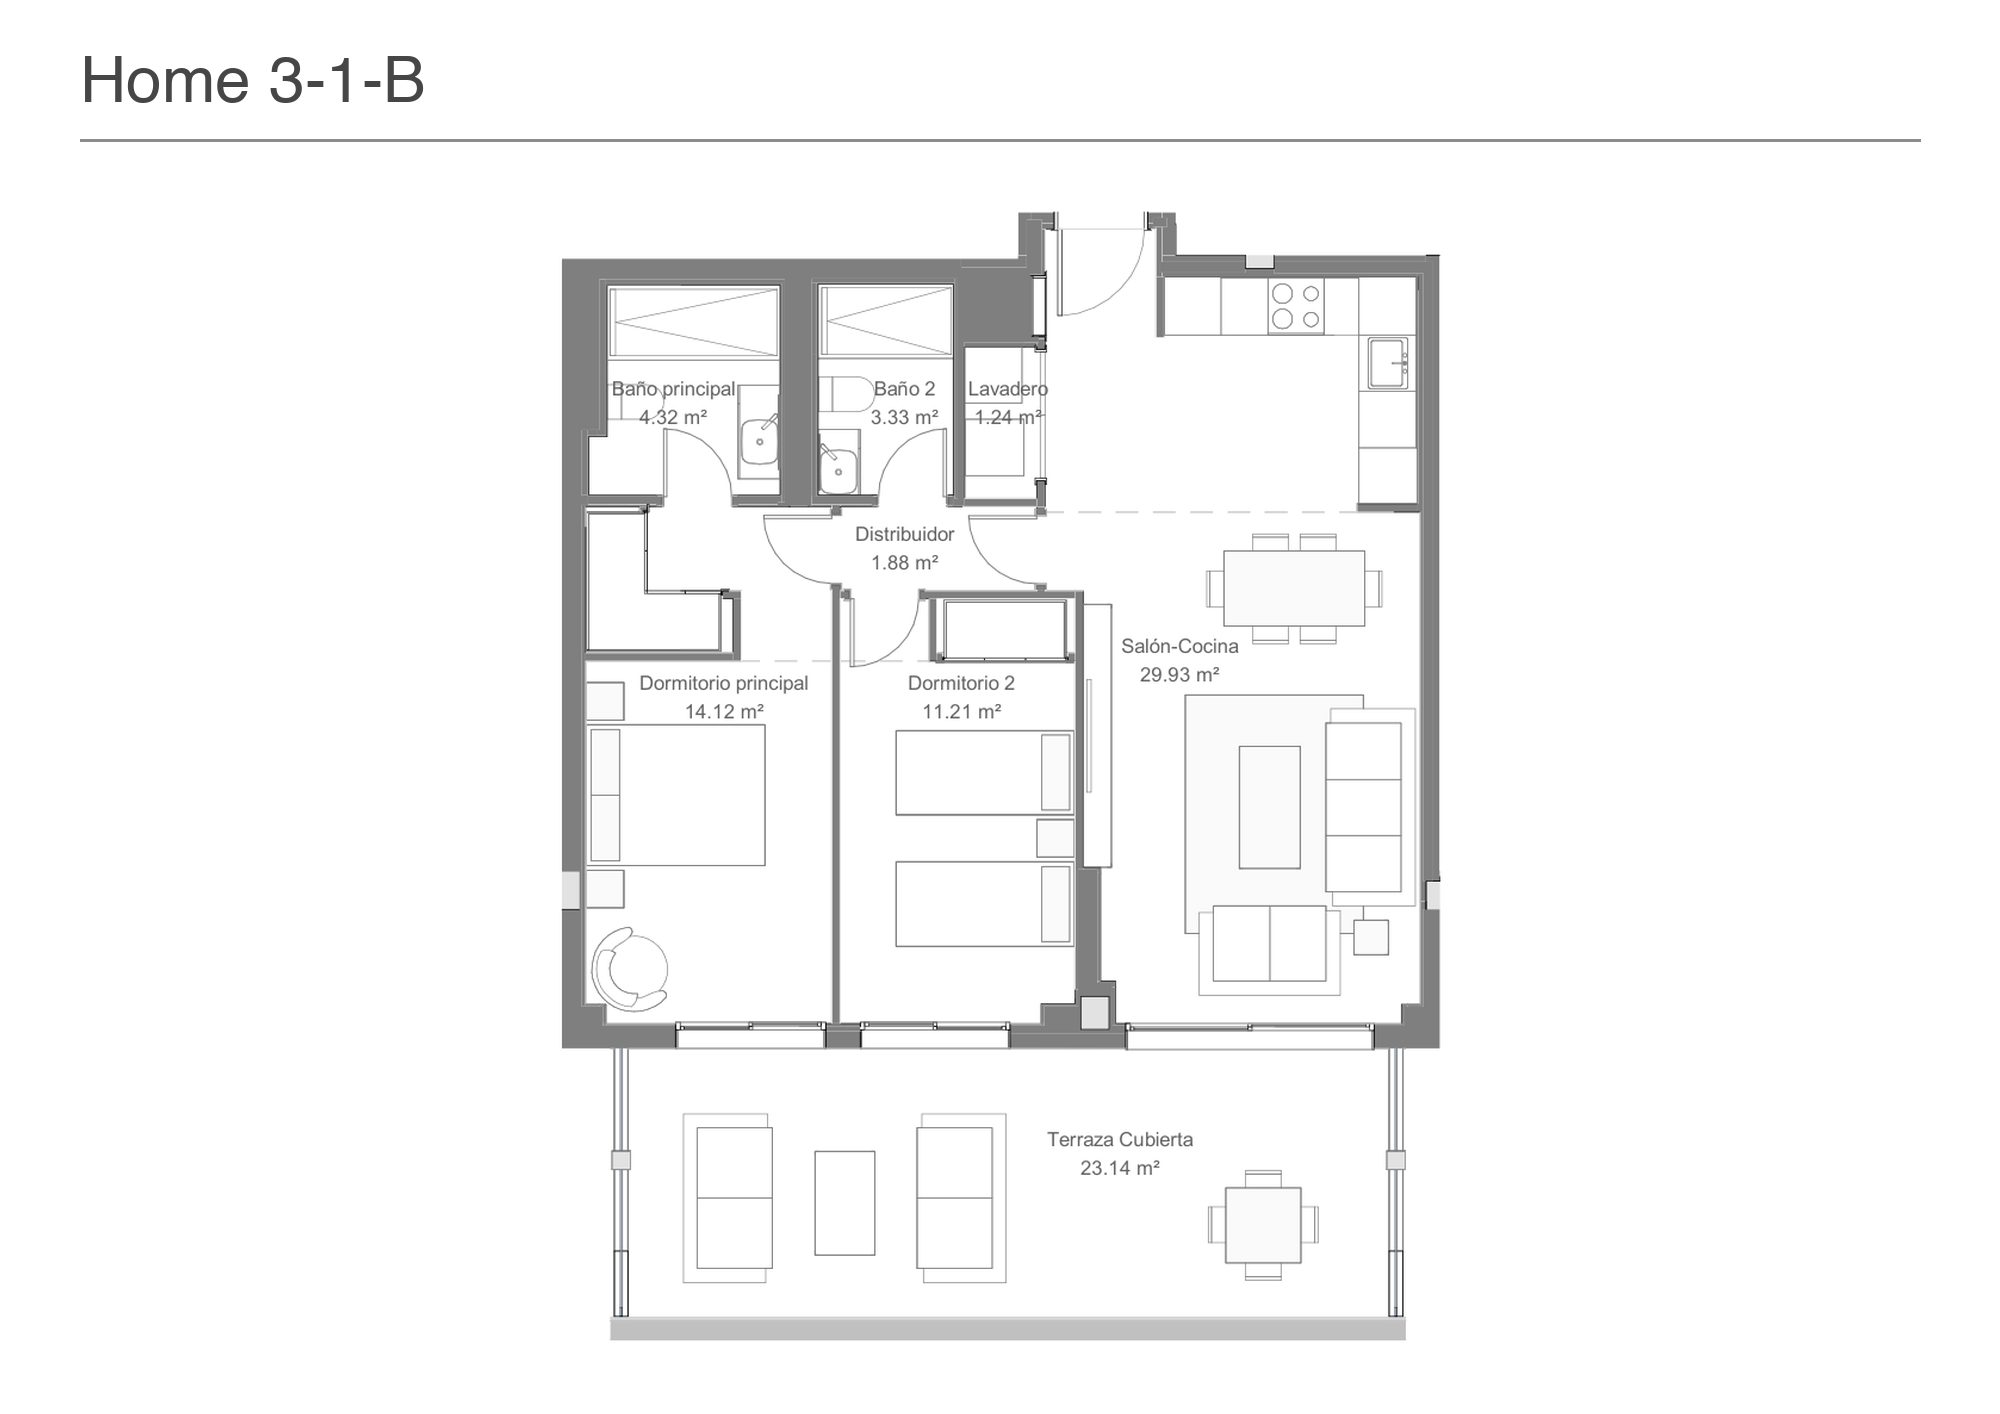 Home 3-1-B
Baño principal
4.32 m²
Baño 2
3.33 m²
Lavadero
1.24 m²
Distribuidor
1.88 m²
Salón-Cocina
29.93 m²
Dormitorio principal
14.12 m²
Dormitorio 2
11.21 m²
Terraza Cubierta
23.14 m²